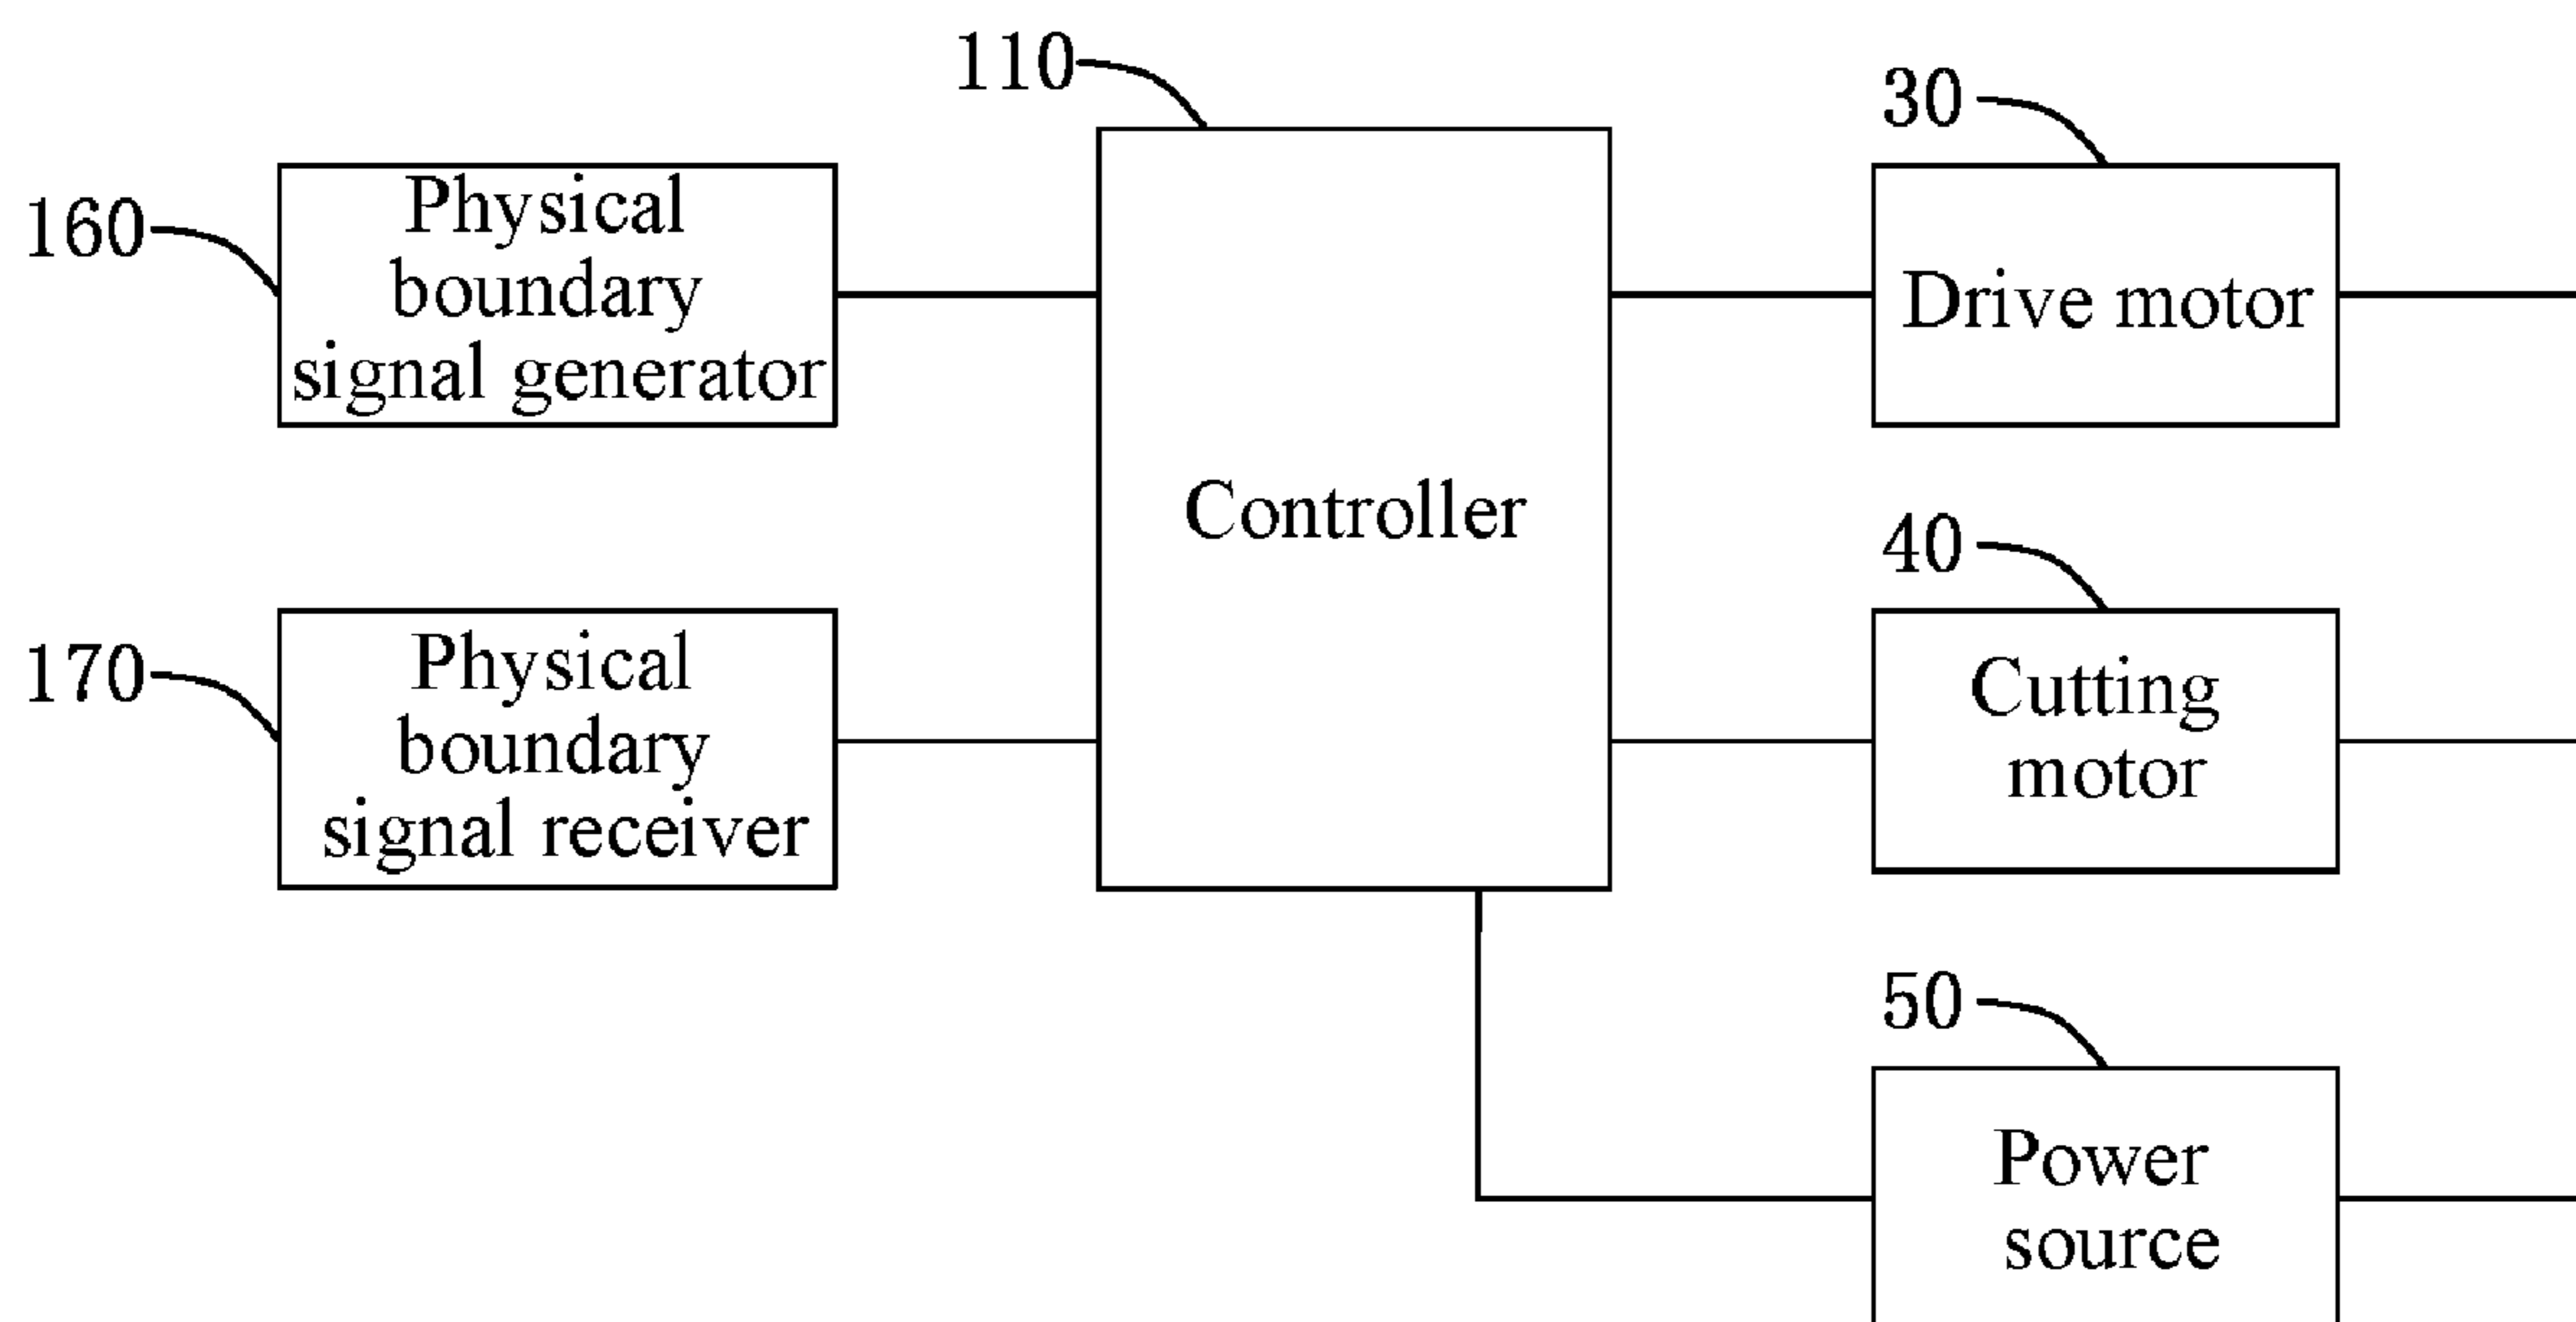 110
30
160
Physical
boundary
signal generator
Drive motor
Controller
40
170
Physical
boundary
signal receiver
Cutting
motor
50
Power
source